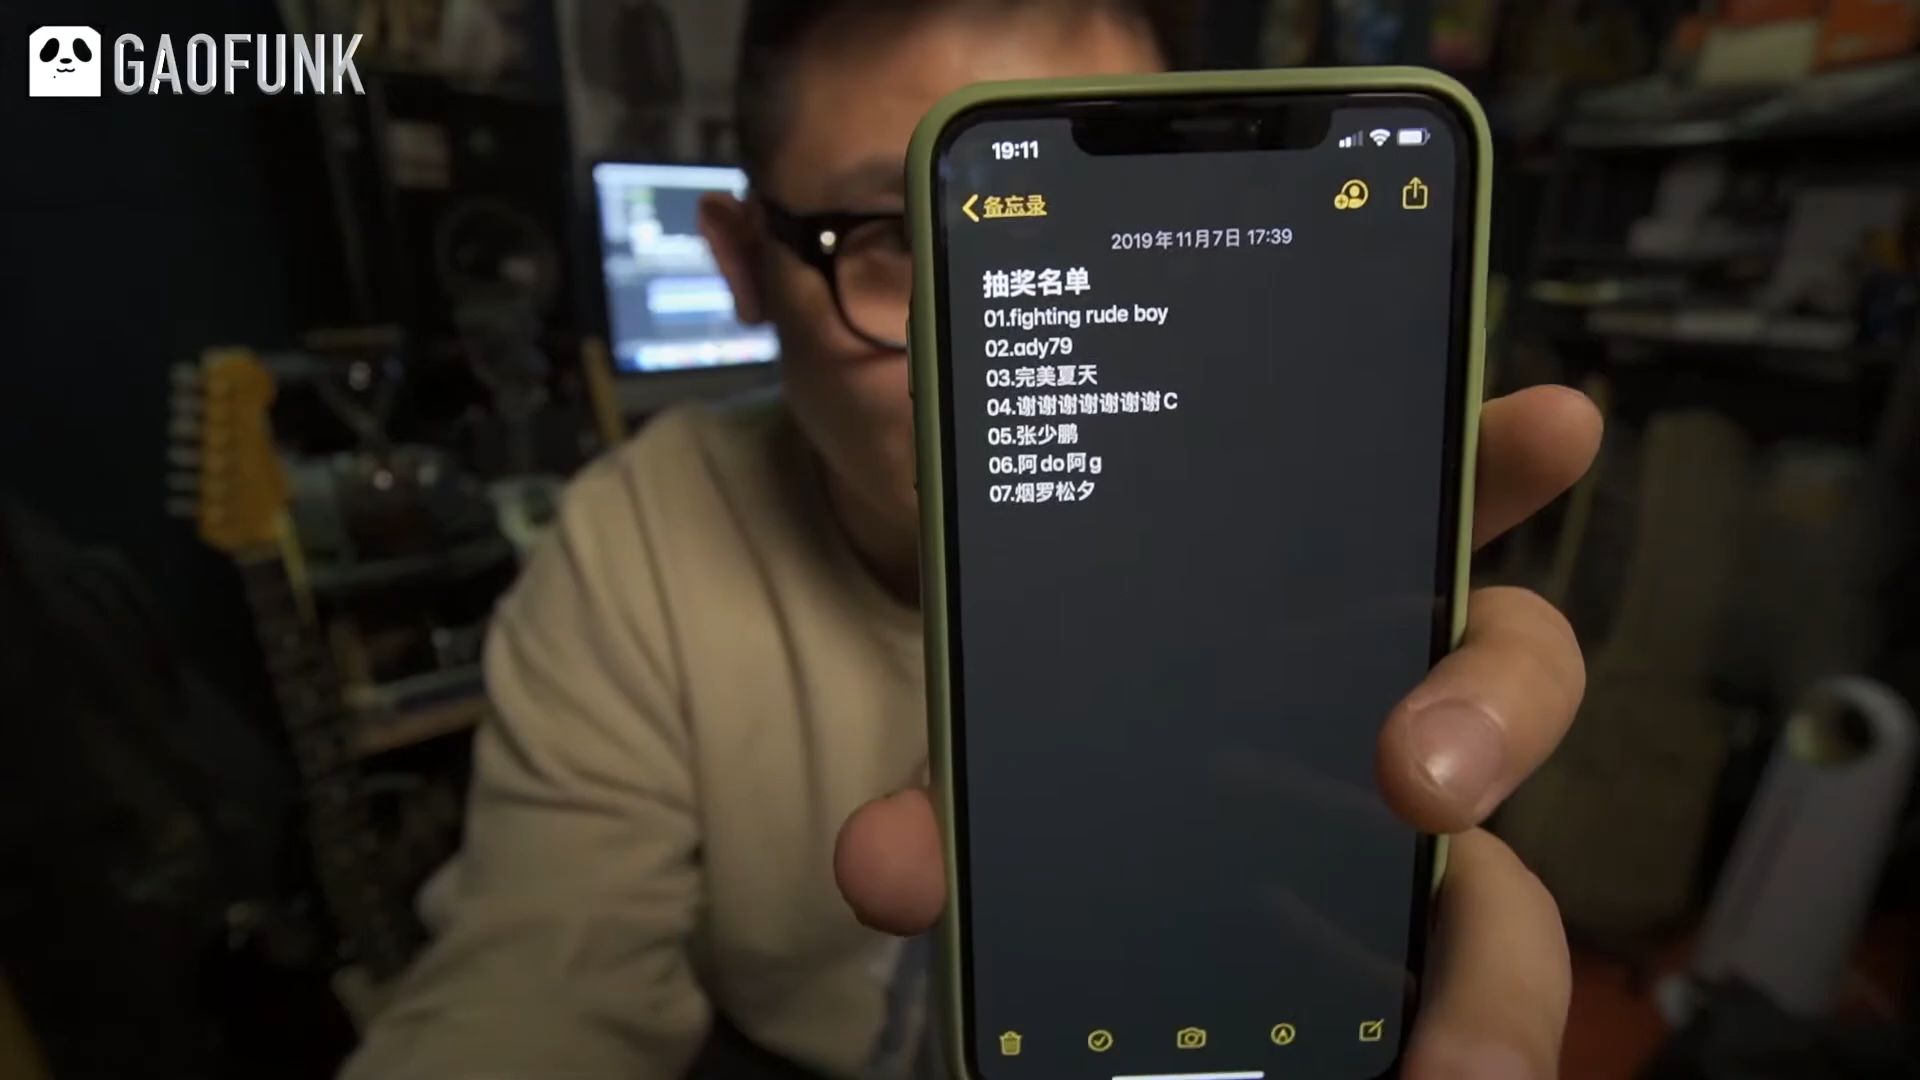 GAOFUNK
19:11
备忘录
2019年11月7日 17:39
抽奖名单
01.fighting rude boy
02.ady79
03.完美夏天
04.谢谢谢谢谢谢谢C
05.张少鹏
06.阿do阿g
07.烟罗松夕